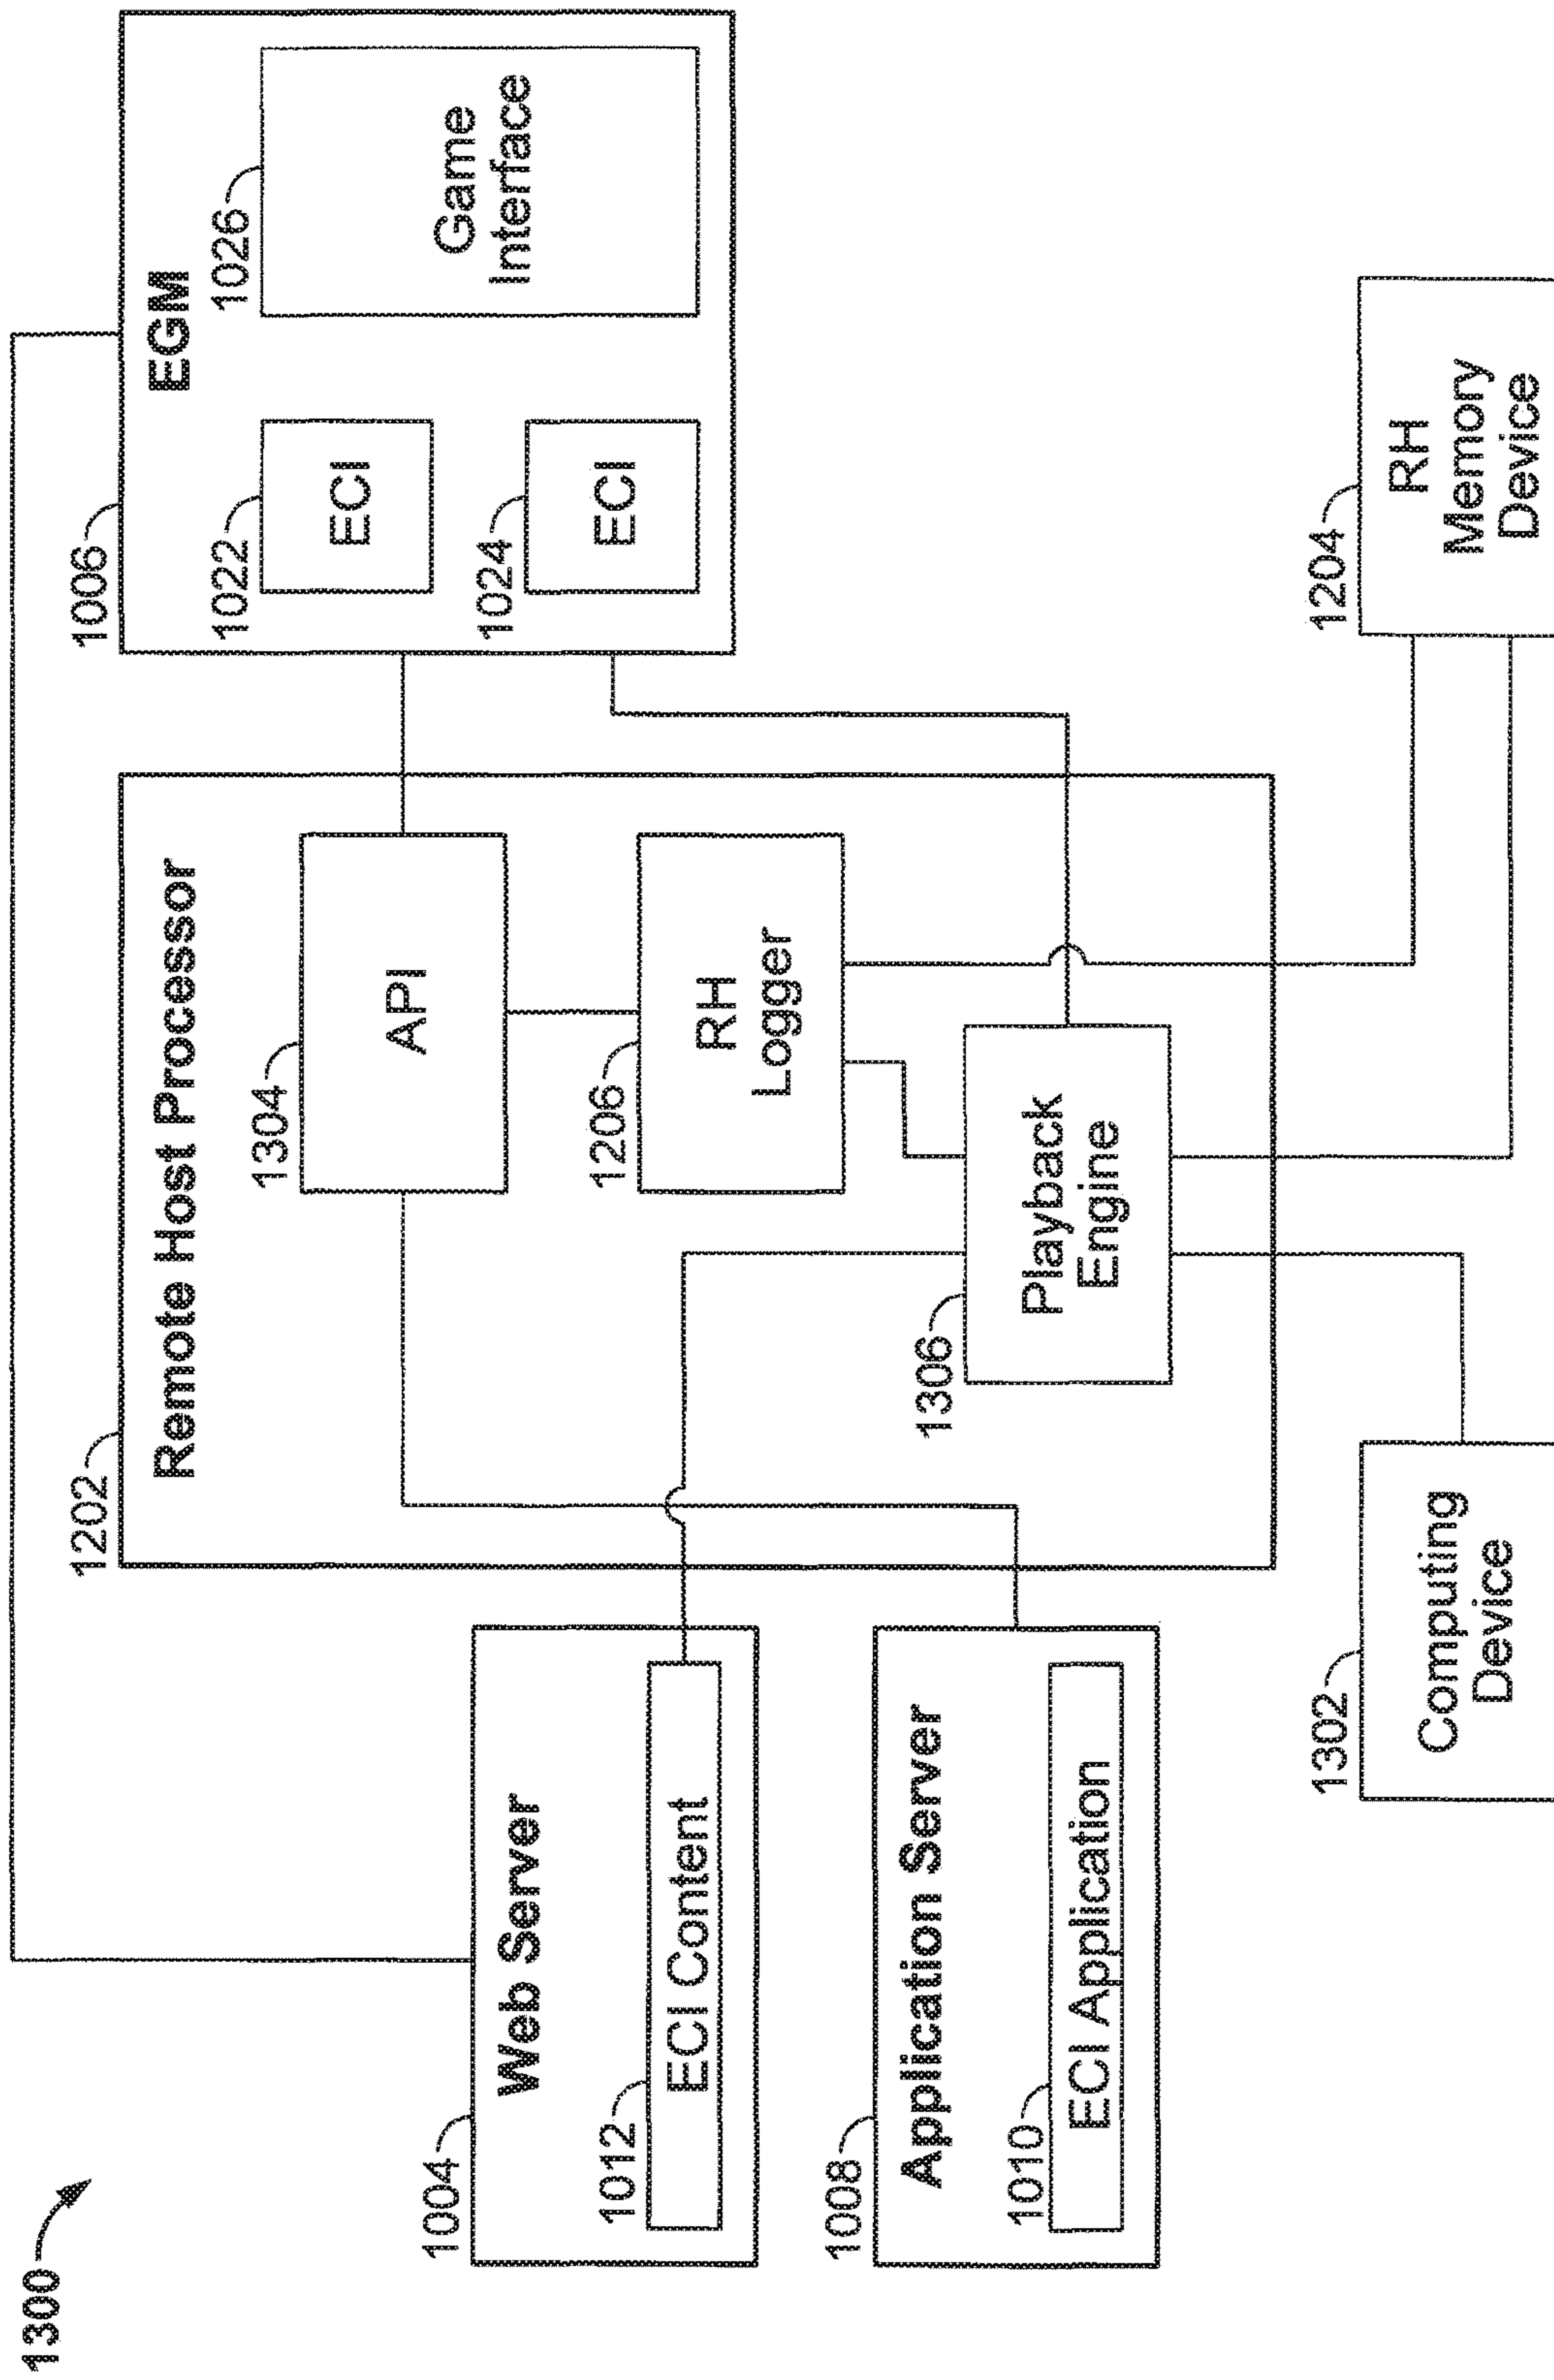 1300
1202
Remote Host Processor
1006
EGM
1026
Game
Interface
1022
ECI
1024
ECI
1304
API
1206
RH
Logger
1306
Playback
Engine
1004
Web Server
1012
ECI Content
1008
Application Server
1010
ECI Application
1302
Computing
Device
1204
RH
Memory
Device